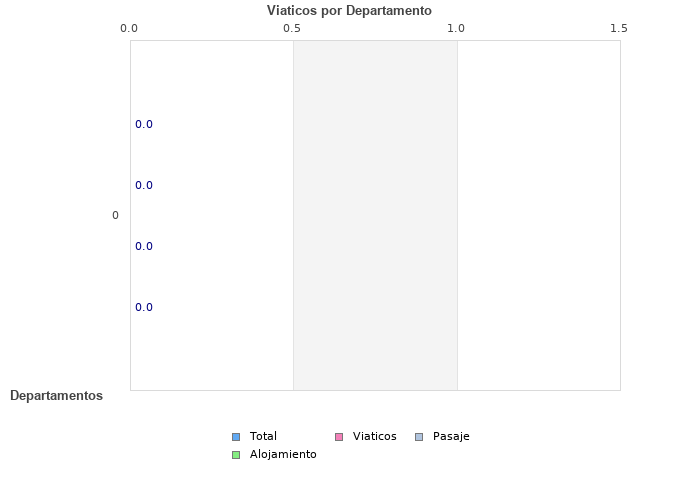 Viaticos por Departamento
0.0 0.5 1.0 1.5
0.0
0.0
0
0.0
0.0
Departamentos
Total Viaticos Pasaje
Alojamiento